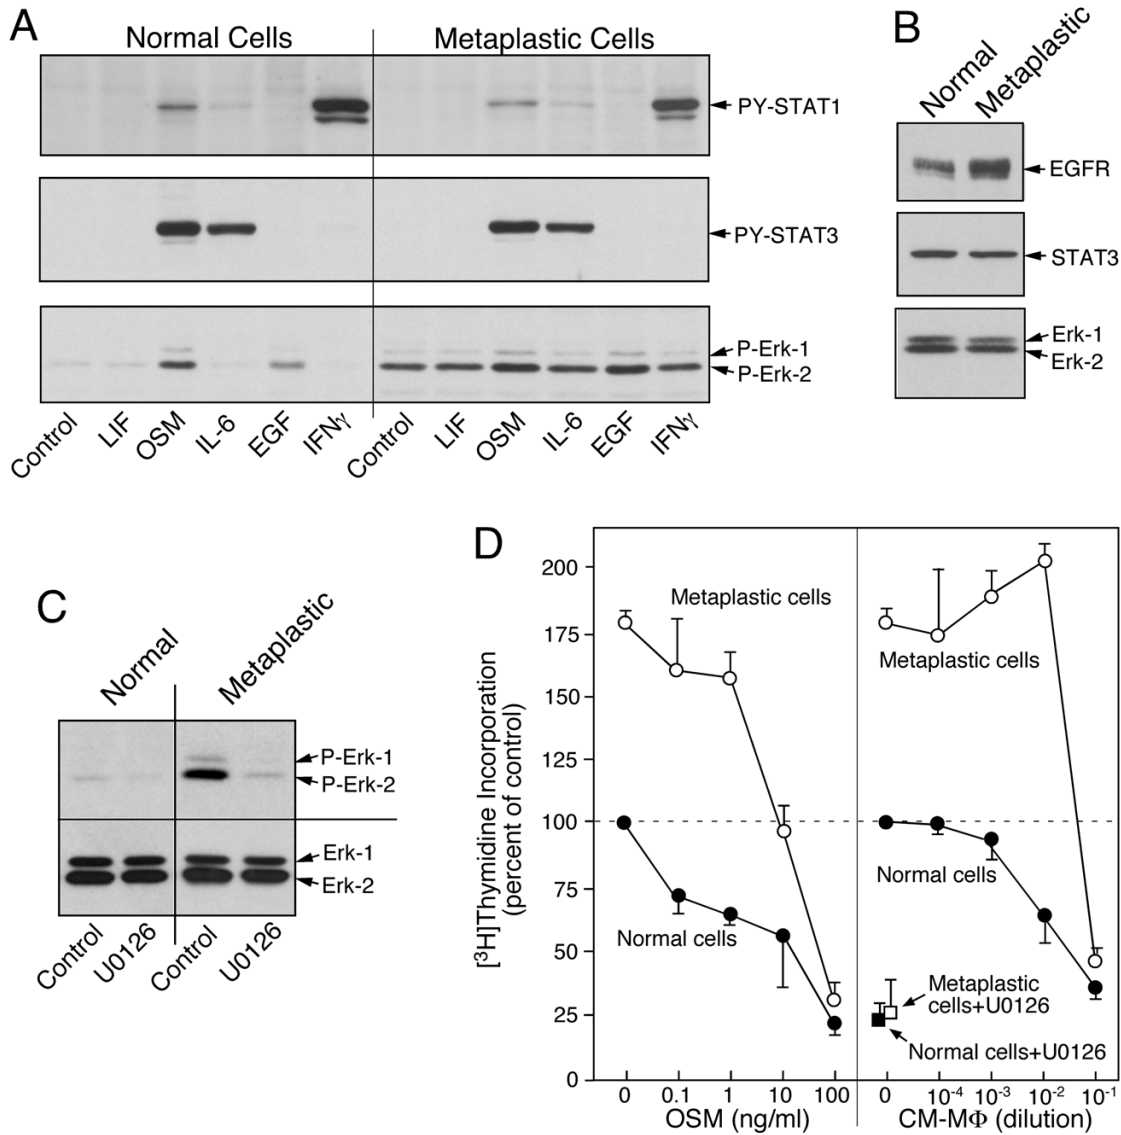 A
Normal Cells
Metaplastic Cells
PY-STAT1
PY-STAT3
P-Erk-1
P-Erk-2
Control
LIF
OSM
IL-6
EGF
IFNγ
Control
LIF
OSM
IL-6
EGF
IFNγ
B
Normal
Metaplastic
EGFR
STAT3
Erk-1
Erk-2
C
Normal
Metaplastic
P-Erk-1
P-Erk-2
Erk-1
Erk-2
Control
U0126
Control
U0126
D
[³H]Thymidine Incorporation
(percent of control)
200
175
150
125
100
75
50
25
0
Metaplastic cells
Normal cells
0 0.1 1 10 100
OSM (ng/ml)
Metaplastic cells
Normal cells
Metaplastic
cells+U0126
Normal cells+U0126
0 10⁻⁴ 10⁻³ 10⁻² 10⁻¹
CM-MΦ (dilution)